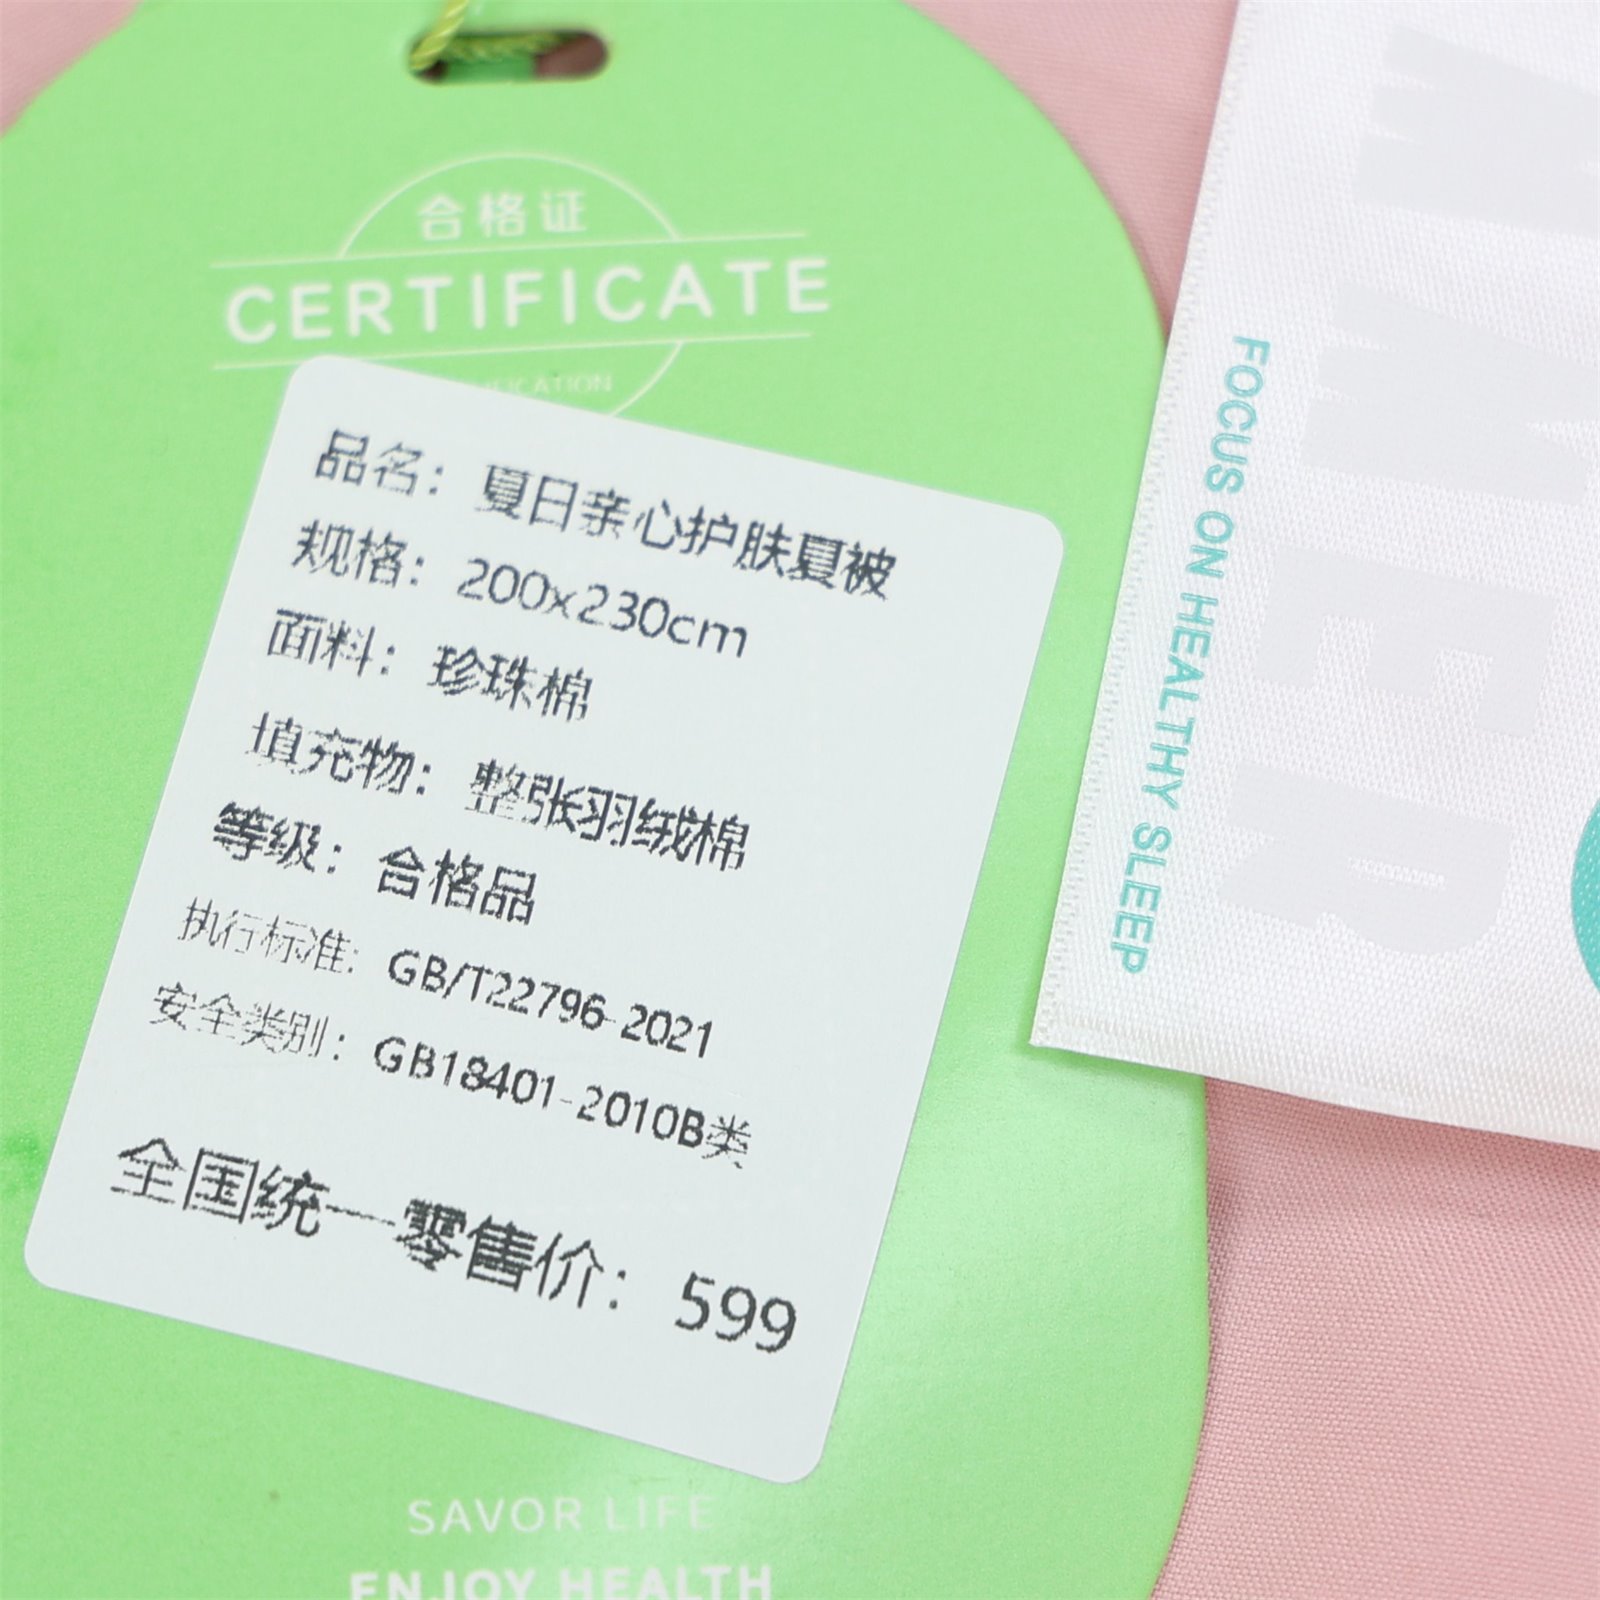 合格证
CERTIFICATE
品名：夏日亲心护肤夏被
规格：200x230cm
面料：珍珠棉
填充物：整张羽绒棉
等级：合格品
执行标准：GB/T22796-2021
安全类别：GB18401-2010B类
全国统一零售价：599
SAVOR LIFE
ENJOY HEALTH
FOCUS ON HEALTHY SLEEP